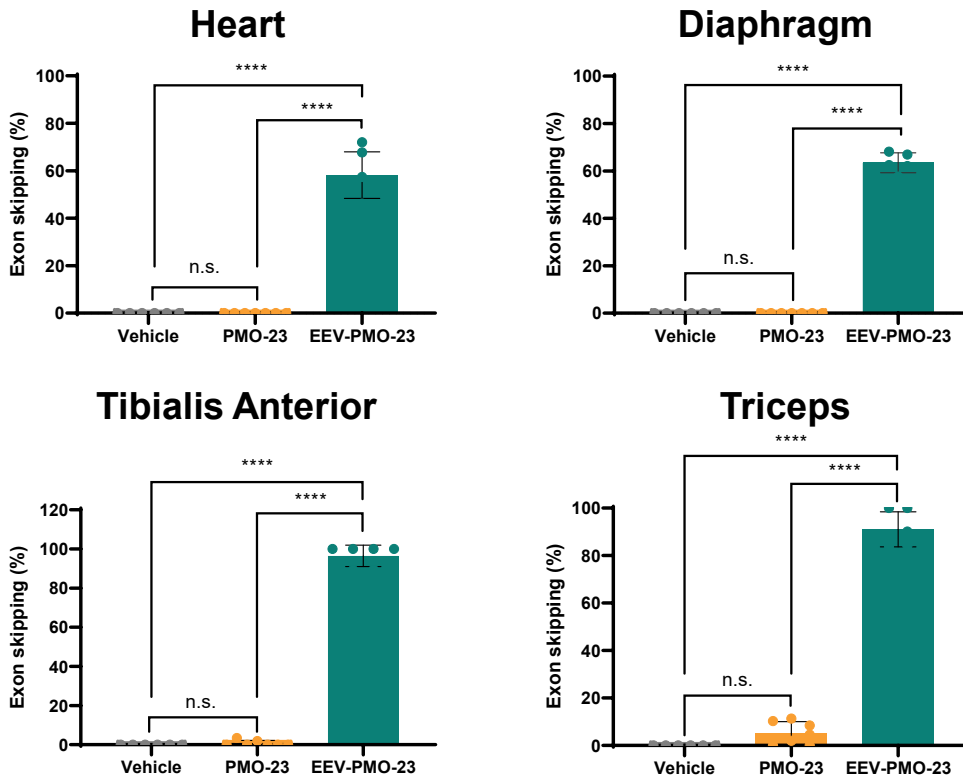 Heart
****
****
n.s.
Exon skipping (%)
100
80
60
40
20
0
Vehicle
PMO-23
EEV-PMO-23
Diaphragm
****
****
n.s.
Exon skipping (%)
100
80
60
40
20
0
Vehicle
PMO-23
EEV-PMO-23
Tibialis Anterior
****
****
n.s.
Exon skipping (%)
120
100
80
60
40
20
0
Vehicle
PMO-23
EEV-PMO-23
Triceps
****
****
n.s.
Exon skipping (%)
100
80
60
40
20
0
Vehicle
PMO-23
EEV-PMO-23